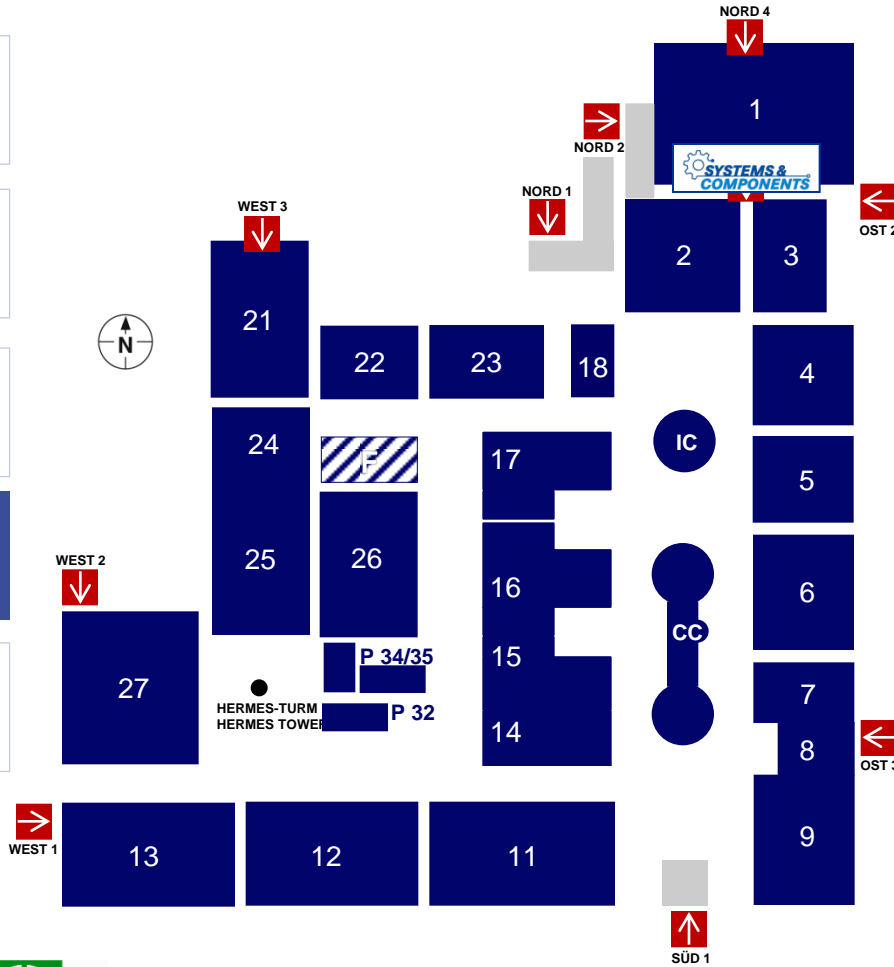 NORD 4
1
NORD 2
SYSTEMS &
COMPONENTS
NORD 1
WEST 3
OST 2
2
3
21
N
22
23
18
4
24
17
IC
F
5
25
26
WEST 2
16
6
CC
P 34/35
15
27
7
HERMES-TURM
HERMES TOWER
P 32
14
8
OST 3
WEST 1
13
12
11
9
SÜD 1